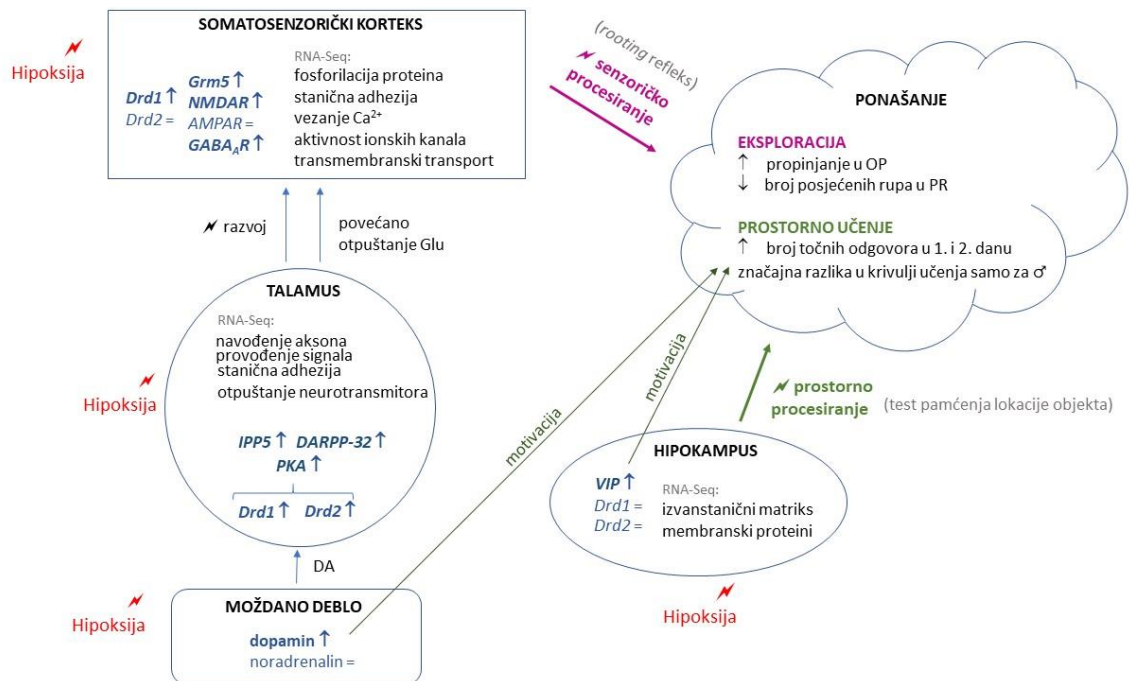 SOMATOSENZORIČKI KORTEKS
Hipoksija
Drd1 ↑
Drd2 =
Grm5 ↑
NMDAR ↑
AMPAR =
GABA_AR ↑
RNA-Seq:
fosforilacija proteina
stanična adhezija
vezanje Ca²⁺
aktivnost ionskih kanala
transmembranski transport
(rooting refleks)
senzoričko
procesiranje
PONAŠANJE
EKSPLORACIJA
↑ propinjanje u OP
↓ broj posjećenih rupa u PR
PROSTORNO UČENJE
↑ broj točnih odgovora u 1. i 2. danu
značajna razlika u krivulji učenja samo za ♂
razvoj
povećano
otpuštanje Glu
TALAMUS
RNA-Seq:
navođenje aksona
provođenje signala
stanična adhezija
otpuštanje neurotransmitora
Hipoksija
IPP5 ↑ DARPP-32 ↑
PKA ↑
Drd1 ↑ Drd2 ↑
DA
motivacija
motivacija
prostorno
procesiranje
(test pamćenja lokacije objekta)
HIPOKAMPUS
VIP ↑
Drd1 =
Drd2 =
RNA-Seq:
izvanstanični matriks
membranski proteini
Hipoksija
MOŽDANO DEBLO
Hipoksija
dopamin ↑
noradrenalin =